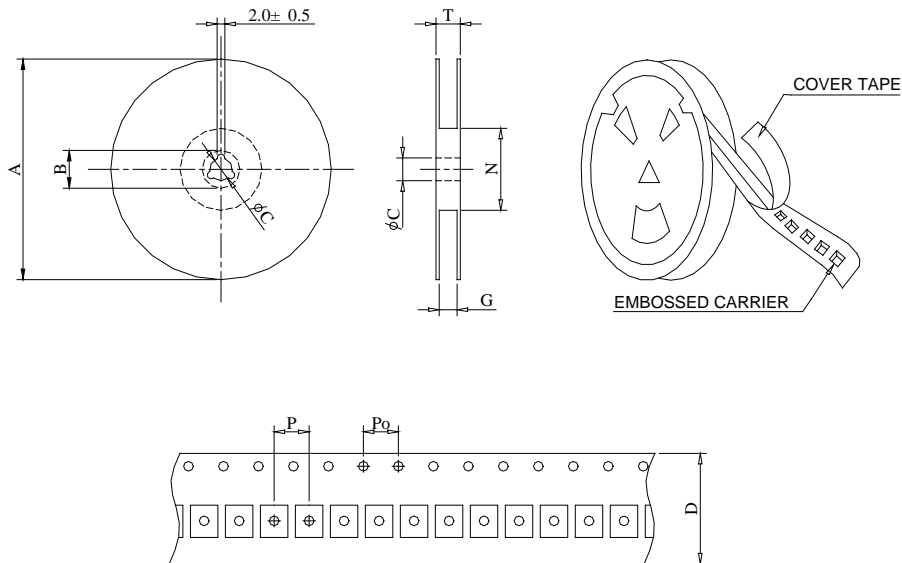 2.0± 0.5
T
COVER TAPE
A
B
ϕC
ϕC
N
G
EMBOSSED CARRIER
P
Po
D